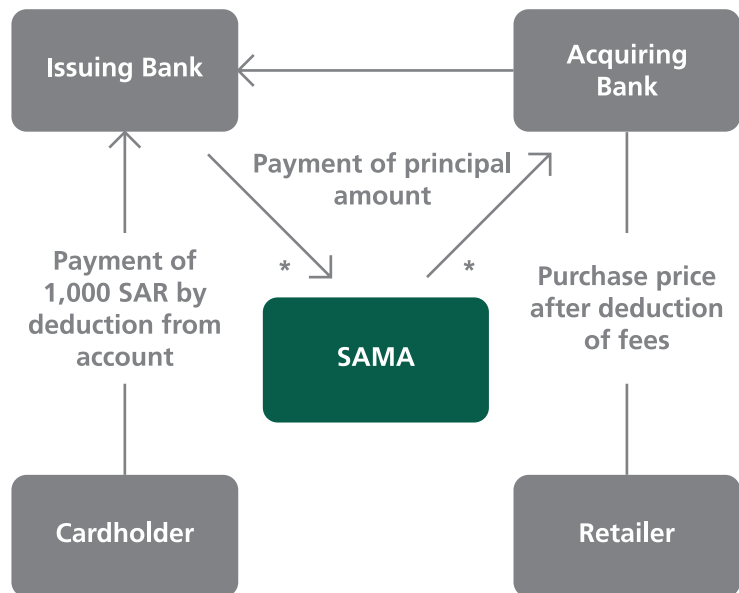 Issuing Bank
Acquiring
Bank
Payment of principal
amount
*
*
Payment of
1,000 SAR by
deduction from
account
Purchase price
after deduction
of fees
SAMA
Cardholder
Retailer